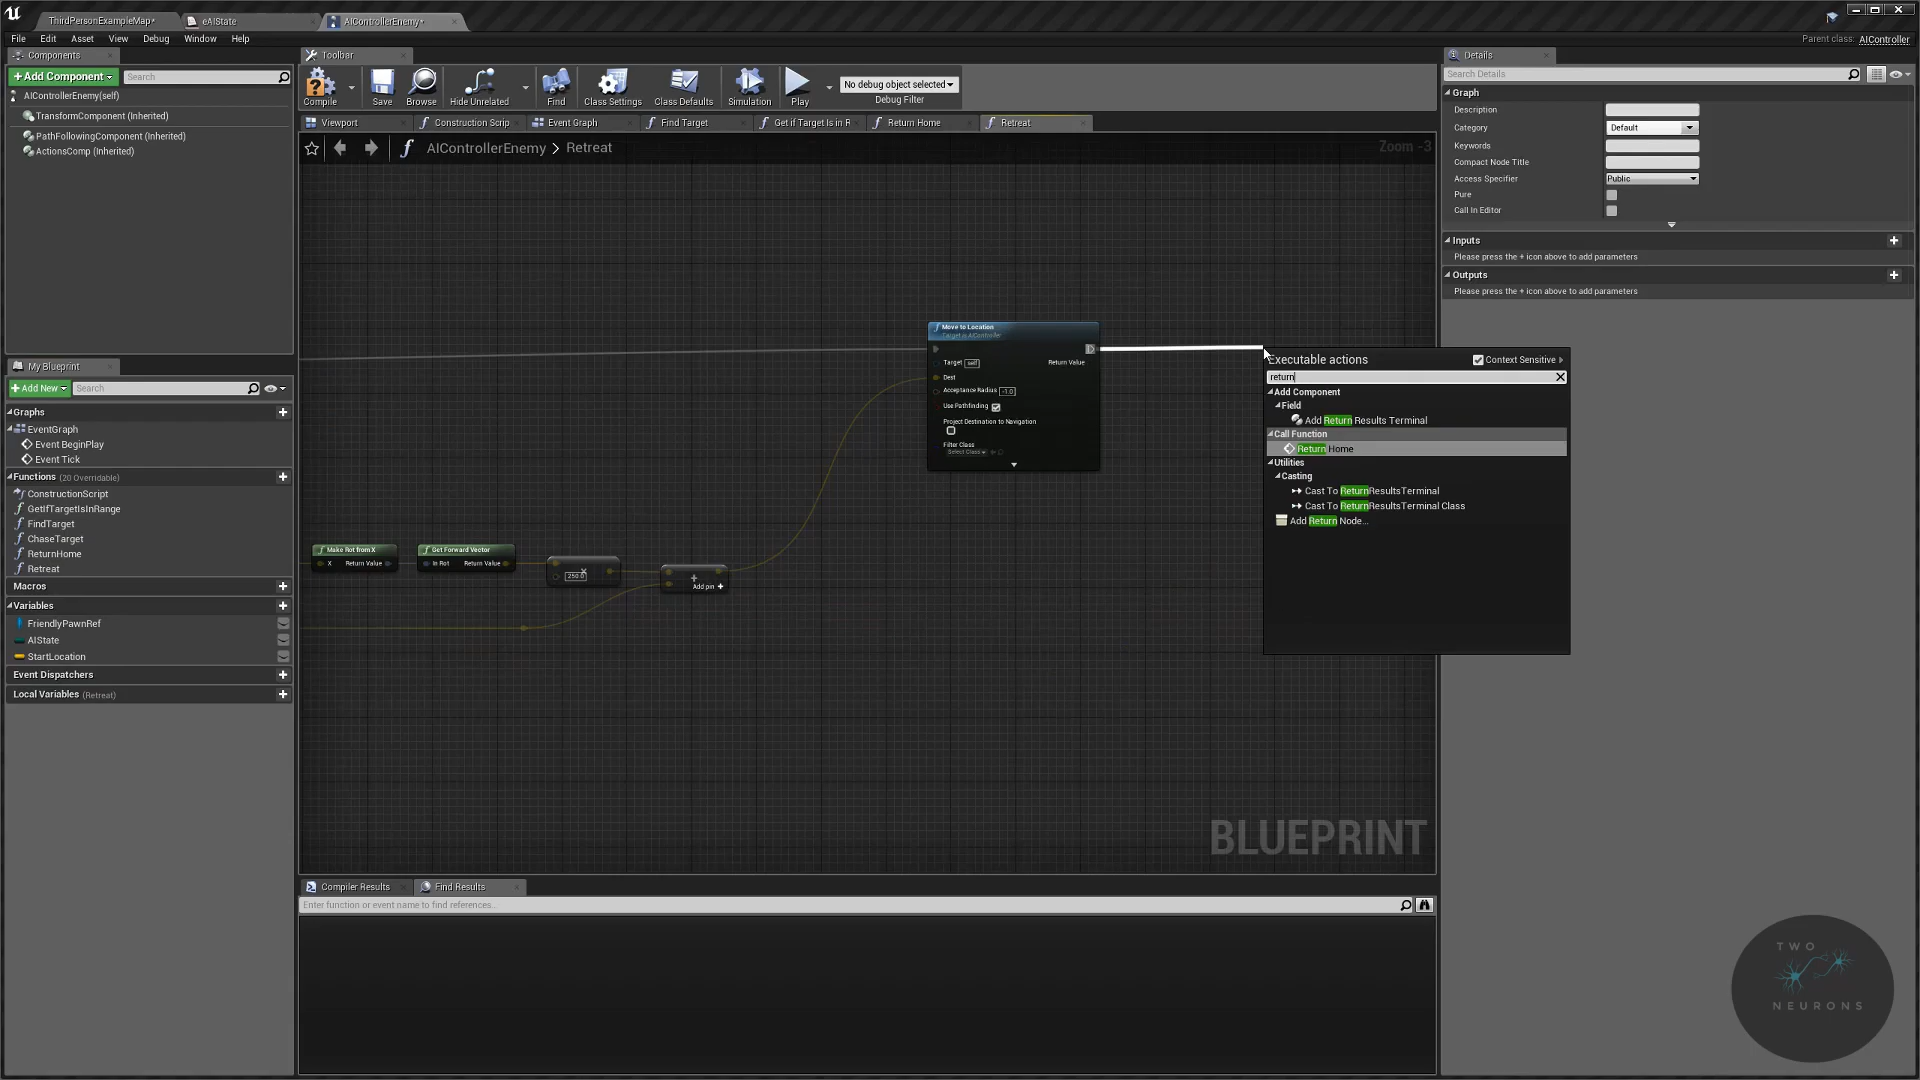 ThirdPersonExampleMap*
eAIState
AIControllerEnemy*
File Edit Asset View Debug Window Help
Parent class: AIController
Components
Toolbar
Details
+Add Component
Search
Search Details
AIControllerEnemy(self)
TransformComponent (Inherited)
PathFollowingComponent (Inherited)
ActionsComp (Inherited)
Compile
Save
Browse
Hide Unrelated
Find
Class Settings
Class Defaults
Simulation
Play
No debug object selected
Debug Filter
Viewport
Construction Scrip
Event Graph
Find Target
Get if Target Is in R
Return Home
Retreat
AIControllerEnemy > Retreat
Zoom -3
Graph
Description
Category
Default
Keywords
Compact Node Title
Access Specifier
Public
Pure
Call In Editor
Inputs
Please press the + icon above to add parameters
Outputs
Please press the + icon above to add parameters
My Blueprint
+Add New
Search
Graphs
EventGraph
Event BeginPlay
Event Tick
Functions (20 Overridable)
ConstructionScript
GetIfTargetIsInRange
FindTarget
ChaseTarget
ReturnHome
Retreat
Macros
Variables
FriendlyPawnRef
AIState
StartLocation
Event Dispatchers
Local Variables (Retreat)
Move to Location
Target is AIController
Target self
Return Value
Dest
Acceptance Radius -1.0
Use Pathfinding
Project Destination to Navigation
Filter Class
Select Class
Make Rot from X
X Return Value
Get Forward Vector
In Rot Return Value
250.0
Add pin +
Executable actions
Context Sensitive
return
Add Component
Field
Add Return Results Terminal
Call Function
Return Home
Utilities
Casting
Cast To ReturnResultsTerminal
Cast To ReturnResultsTerminal Class
Add Return Node...
BLUEPRINT
Compiler Results
Find Results
Enter function or event name to find references...
TWO
NEURONS